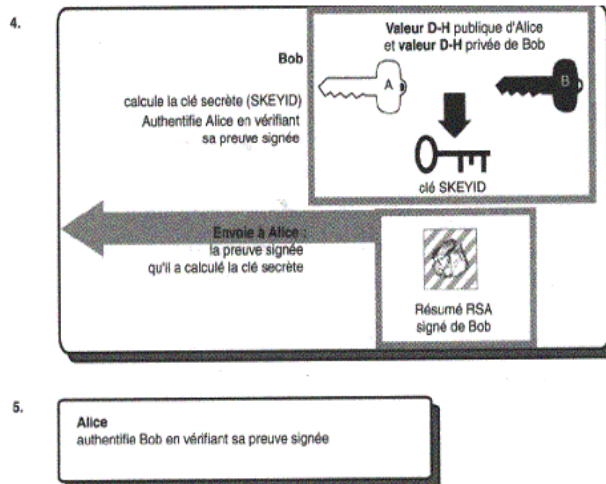 4.
Valeur D-H publique d'Alice
et valeur D-H privée de Bob
Bob
A
B
calcule la clé secrète (SKEYID)
Authentifie Alice en vérifiant
sa preuve signée
clé SKEYID
Envoie à Alice :
la preuve signée
qu'il a calculé la clé secrète
Résumé RSA
signé de Bob
5.
Alice
authentifie Bob en vérifiant sa preuve signée